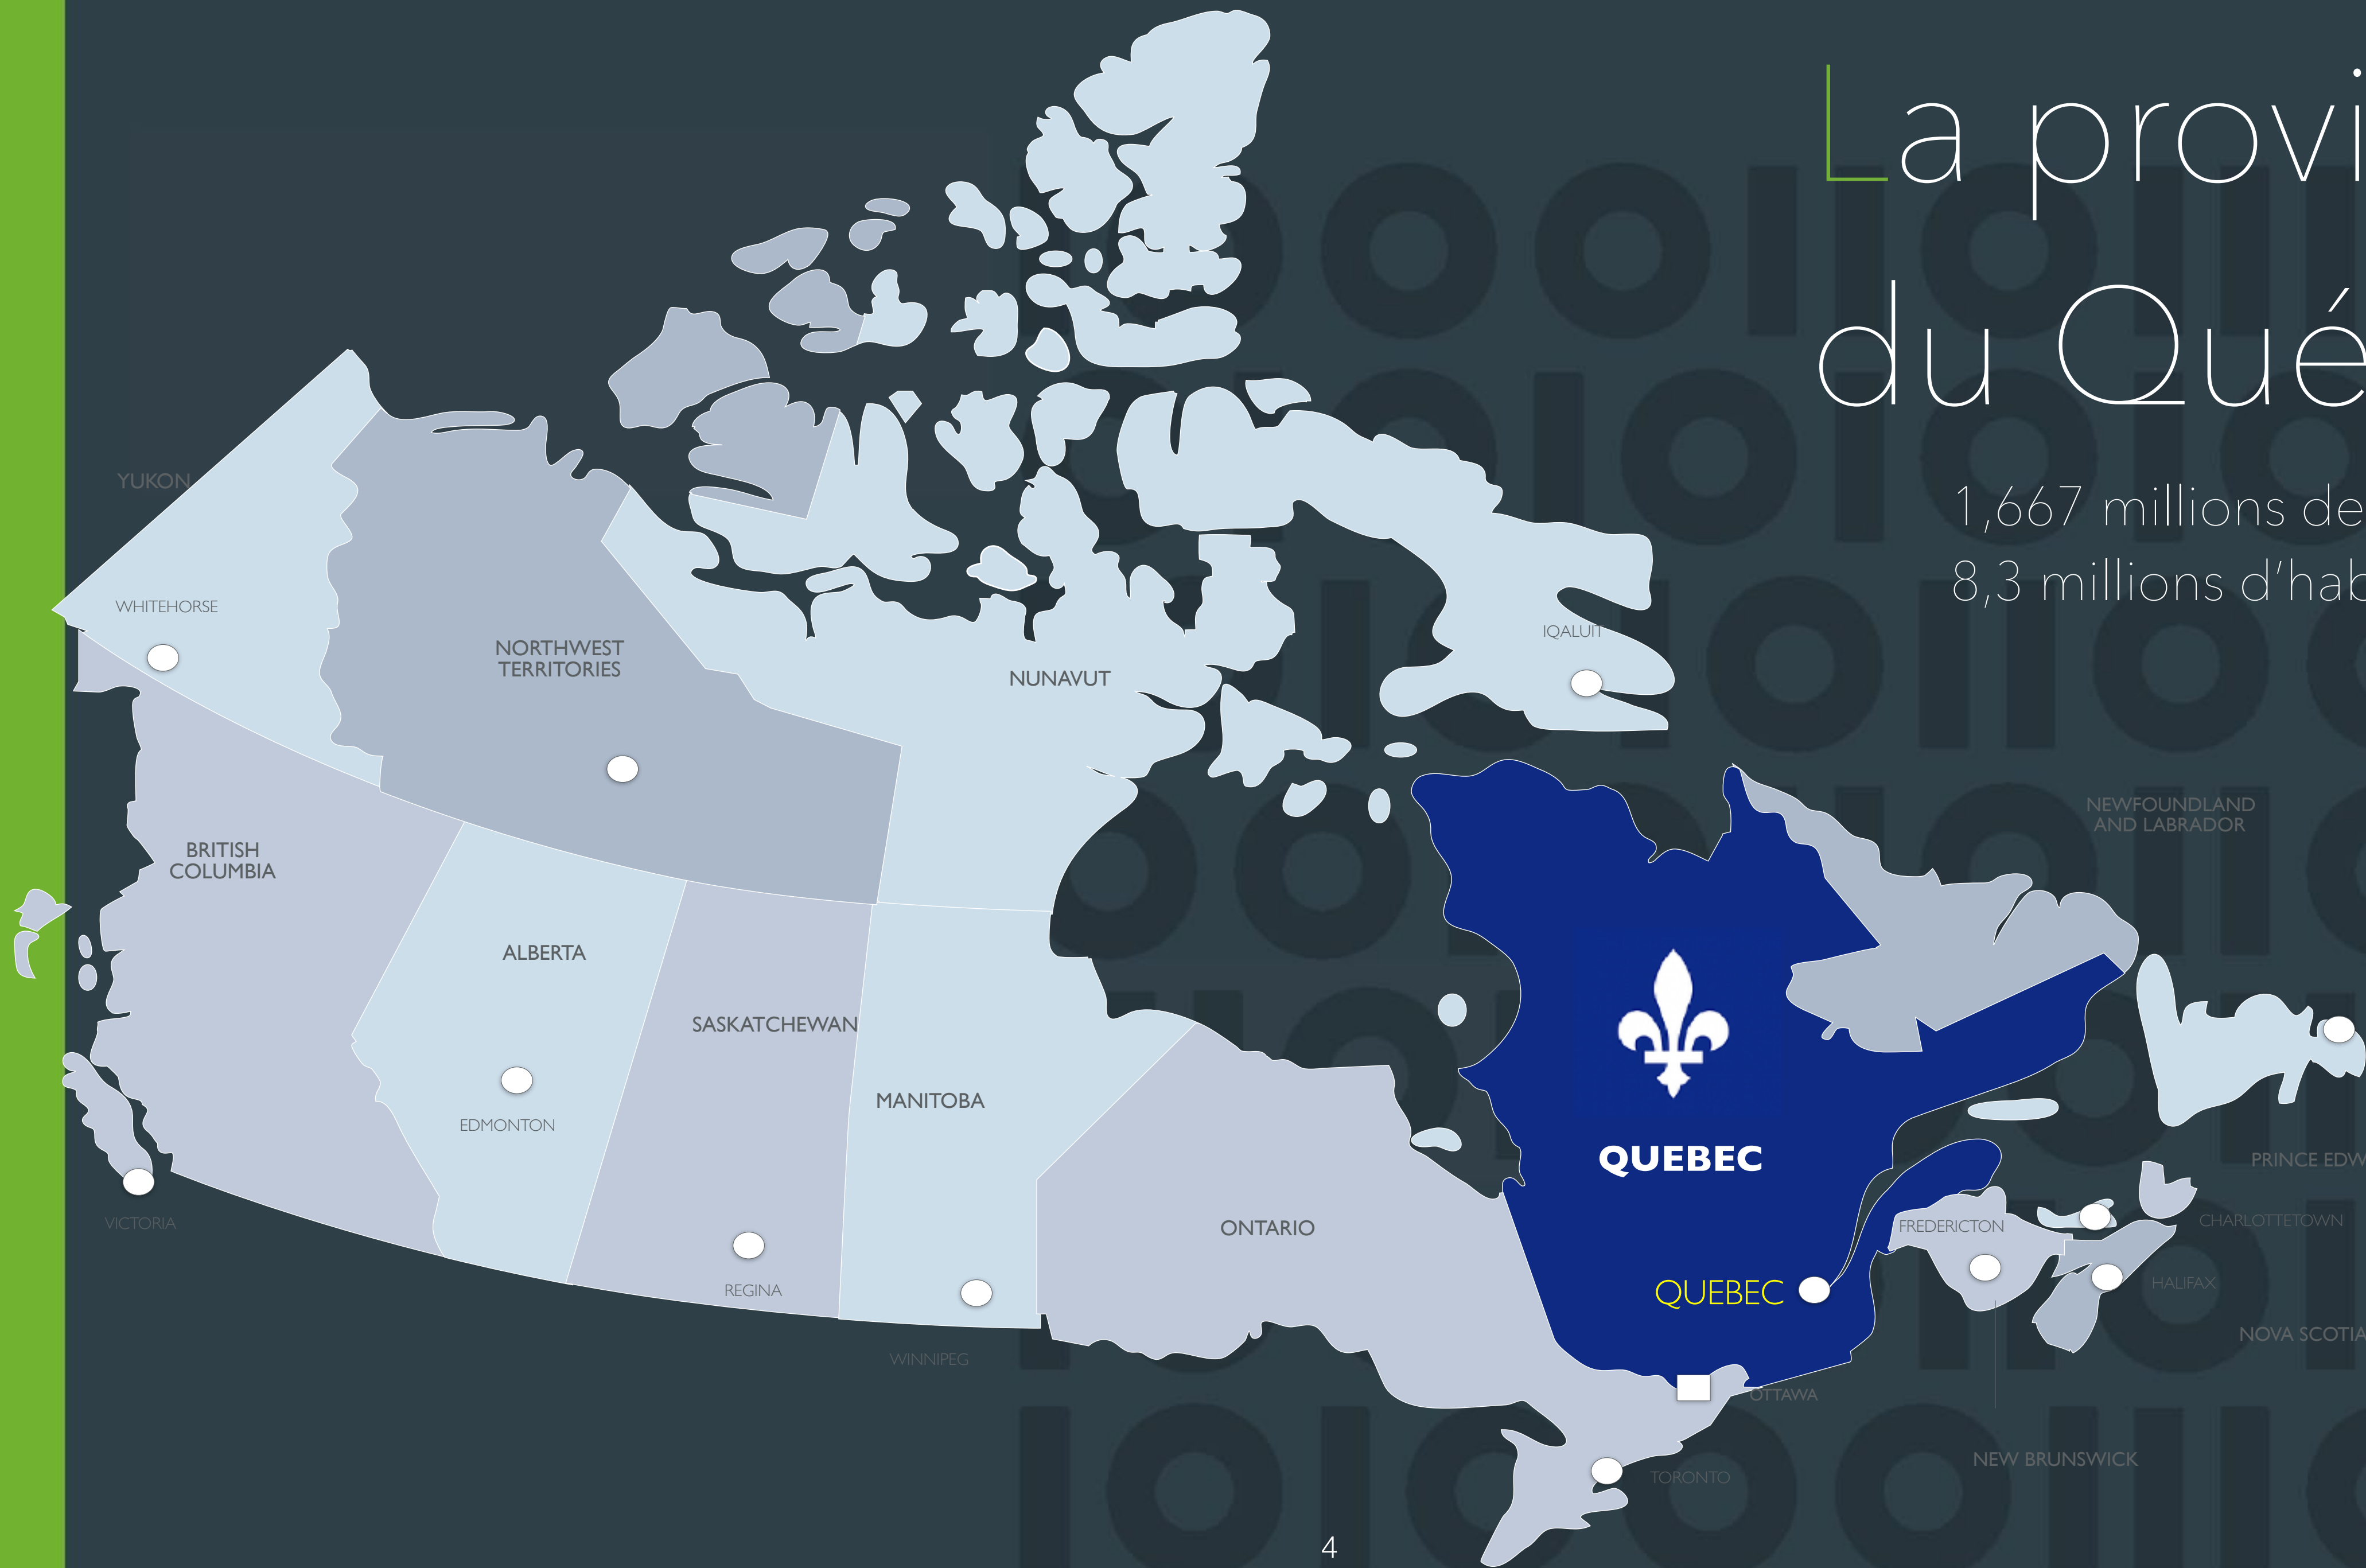 La provi
du Qué
1,667 millions de
8,3 millions d'hab
YUKON
WHITEHORSE
NORTHWEST
TERRITORIES
NUNAVUT
IQALUIT
BRITISH
COLUMBIA
NEWFOUNDLAND
AND LABRADOR
ALBERTA
SASKATCHEWAN
MANITOBA
EDMONTON
QUEBEC
PRINCE EDW
VICTORIA
ONTARIO
FREDERICTON
CHARLOTTETOWN
REGINA
QUEBEC
HALIFAX
NOVA SCOTIA
WINNIPEG
OTTAWA
NEW BRUNSWICK
TORONTO
4